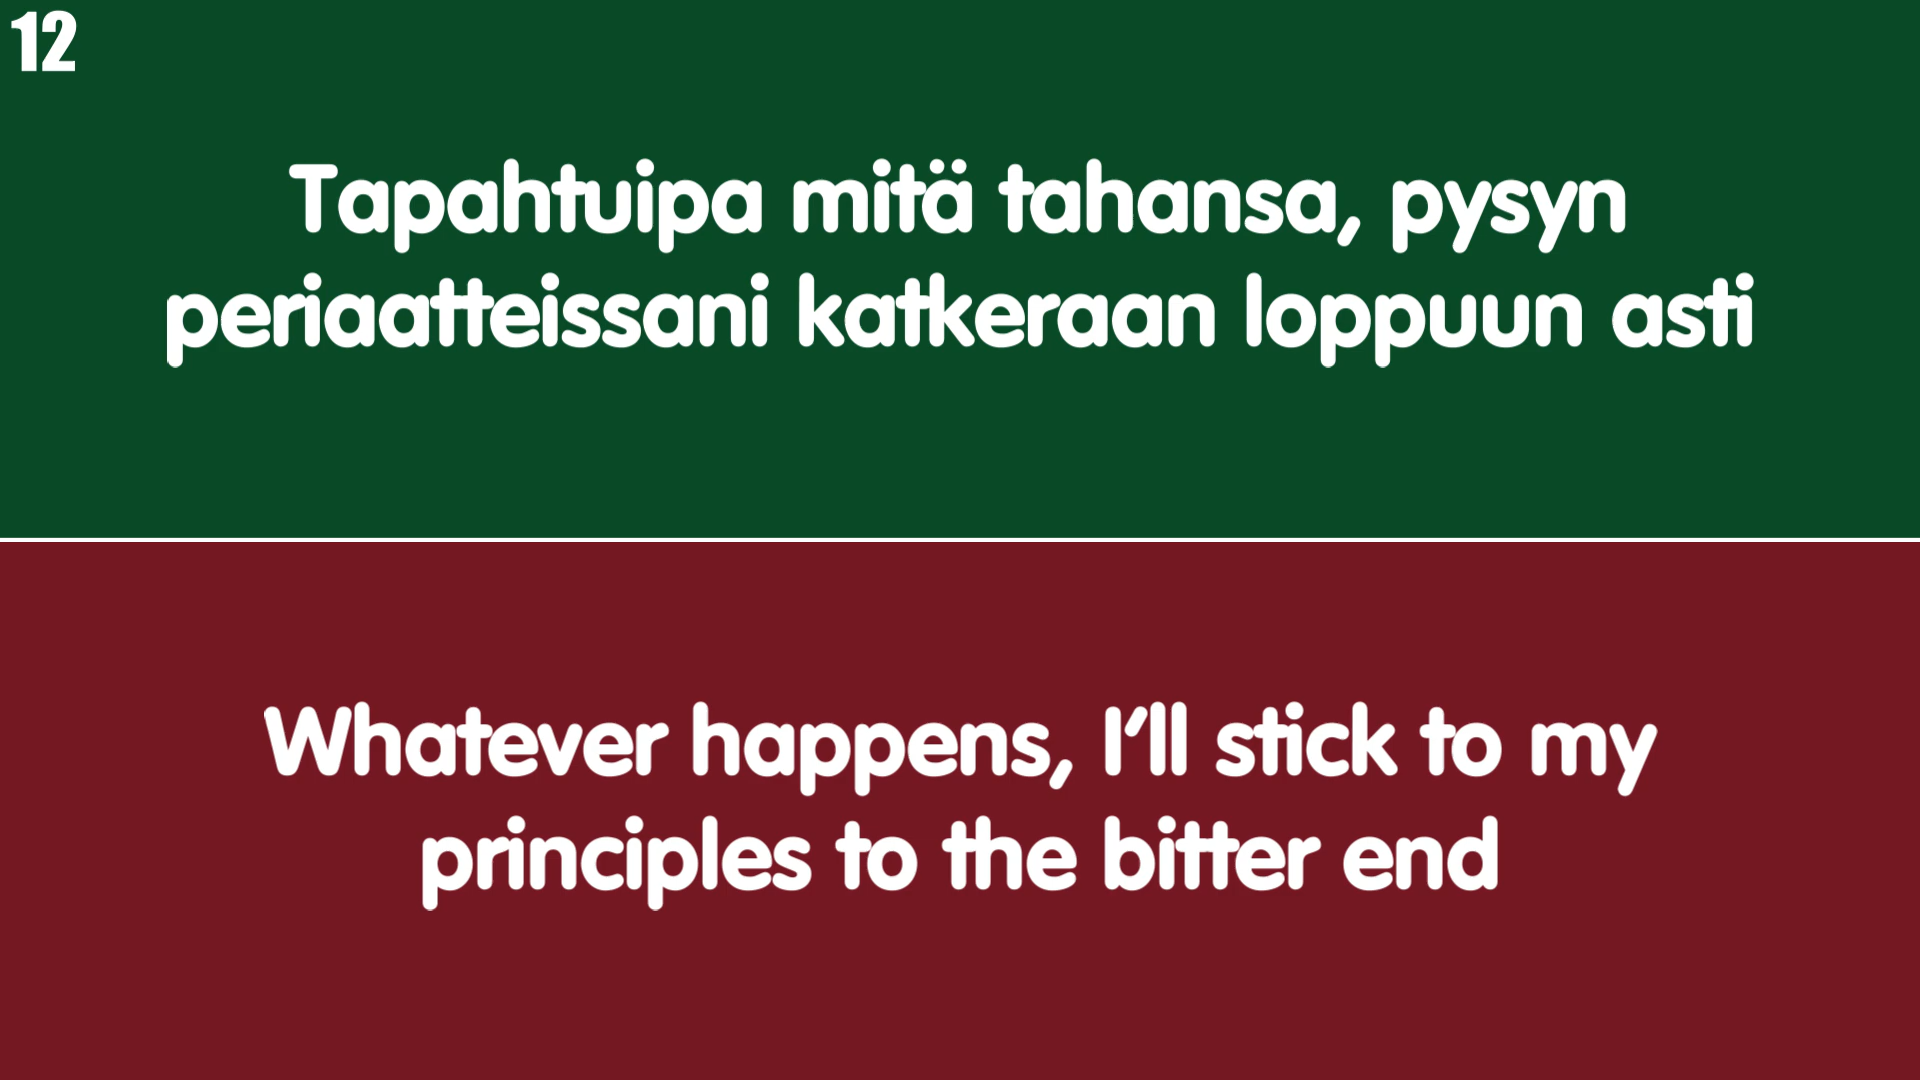 12
Tapahtuipa mitä tahansa, pysyn
periaatteissani katkeraan loppuun asti
Whatever happens, I'll stick to my
principles to the bitter end